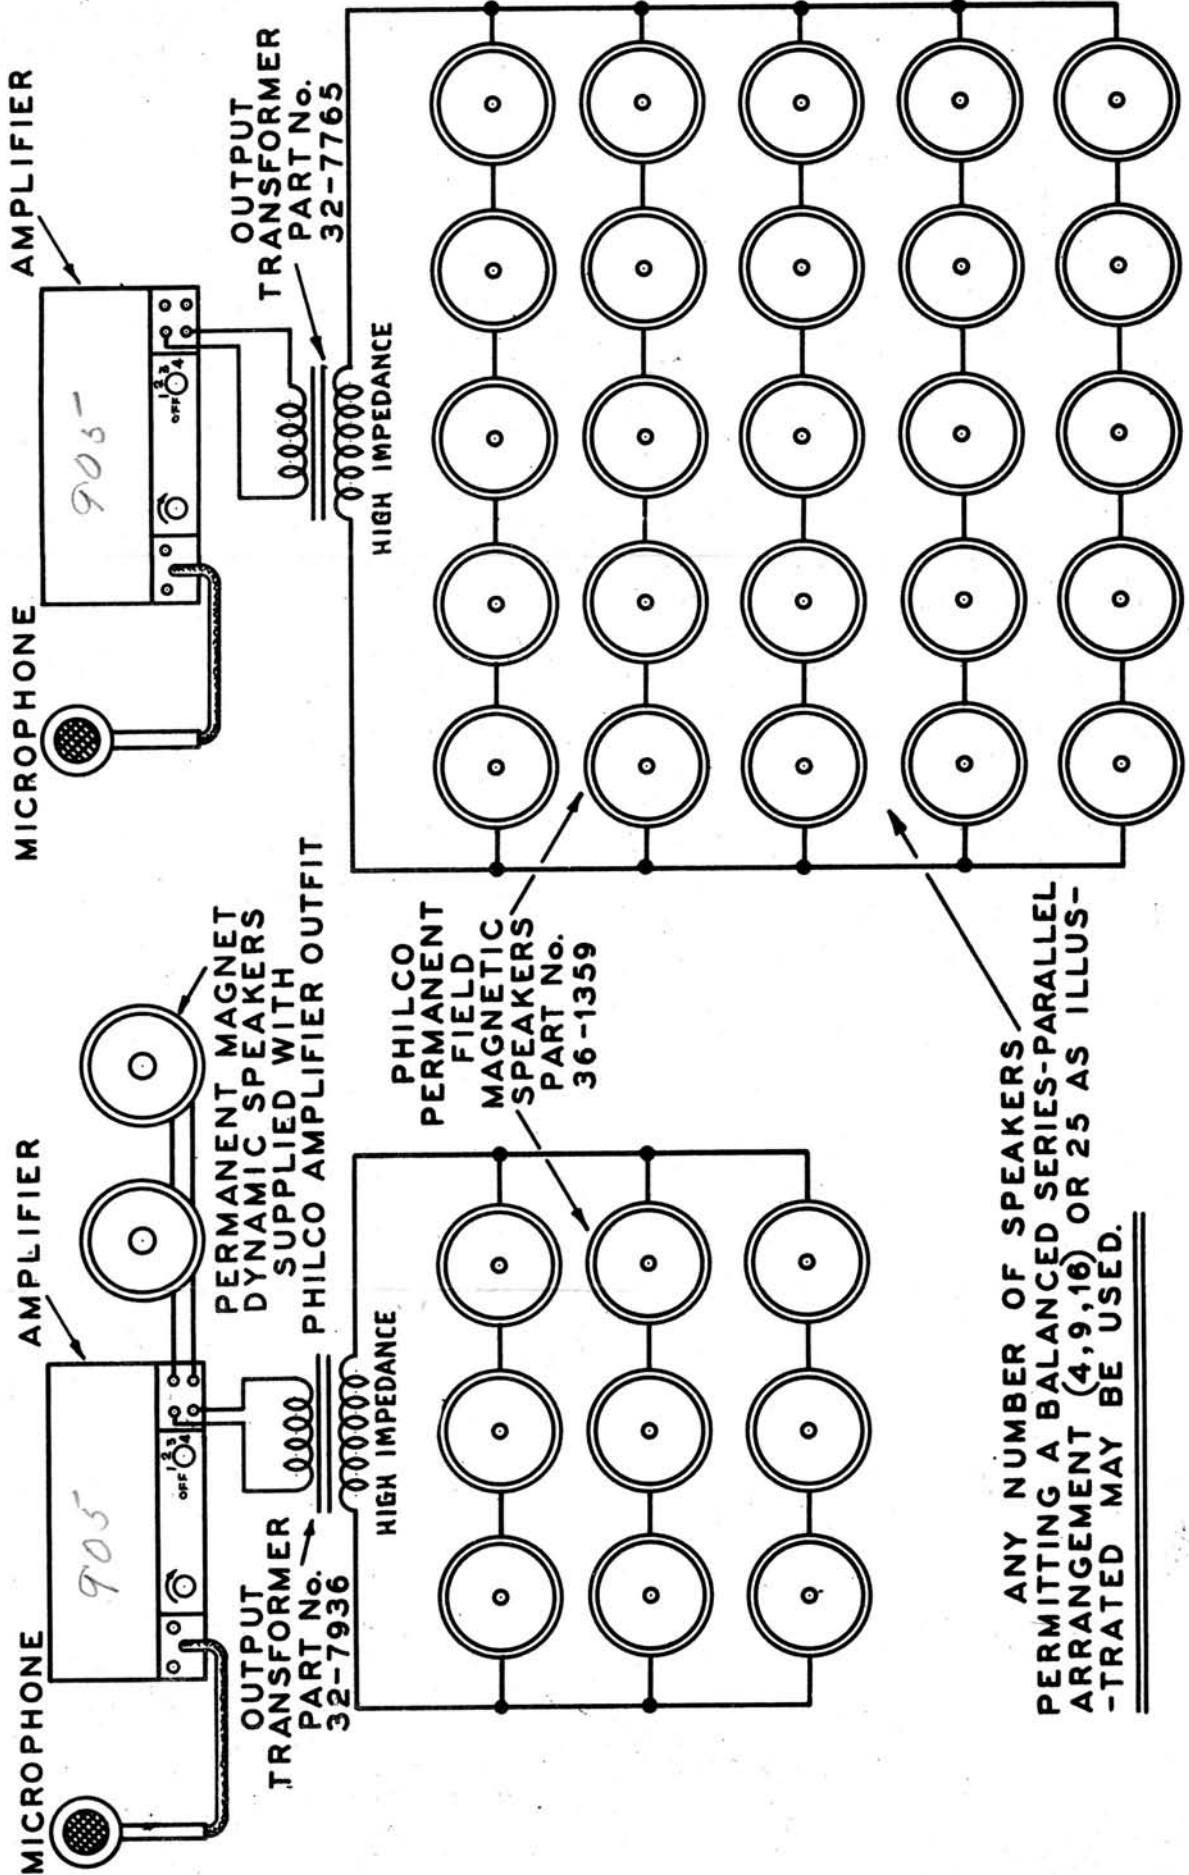 MICROPHONE
AMPLIFIER
905
OFF
1 2 3 4
PERMANENT MAGNET
DYNAMIC SPEAKERS
SUPPLIED WITH
PHILCO AMPLIFIER OUTFIT
OUTPUT
TRANSFORMER
PART No.
32-7936
HIGH IMPEDANCE
MICROPHONE
AMPLIFIER
905
OFF
1 2 3 4
OUTPUT
TRANSFORMER
PART No.
32-7765
HIGH IMPEDANCE
PHILCO
PERMANENT
FIELD
MAGNETIC
SPEAKERS
PART No.
36-1359
ANY NUMBER OF SPEAKERS
PERMITTING A BALANCED SERIES-PARALLEL
ARRANGEMENT (4,9,16) OR 25 AS ILLUS-
-TRATED MAY BE USED.